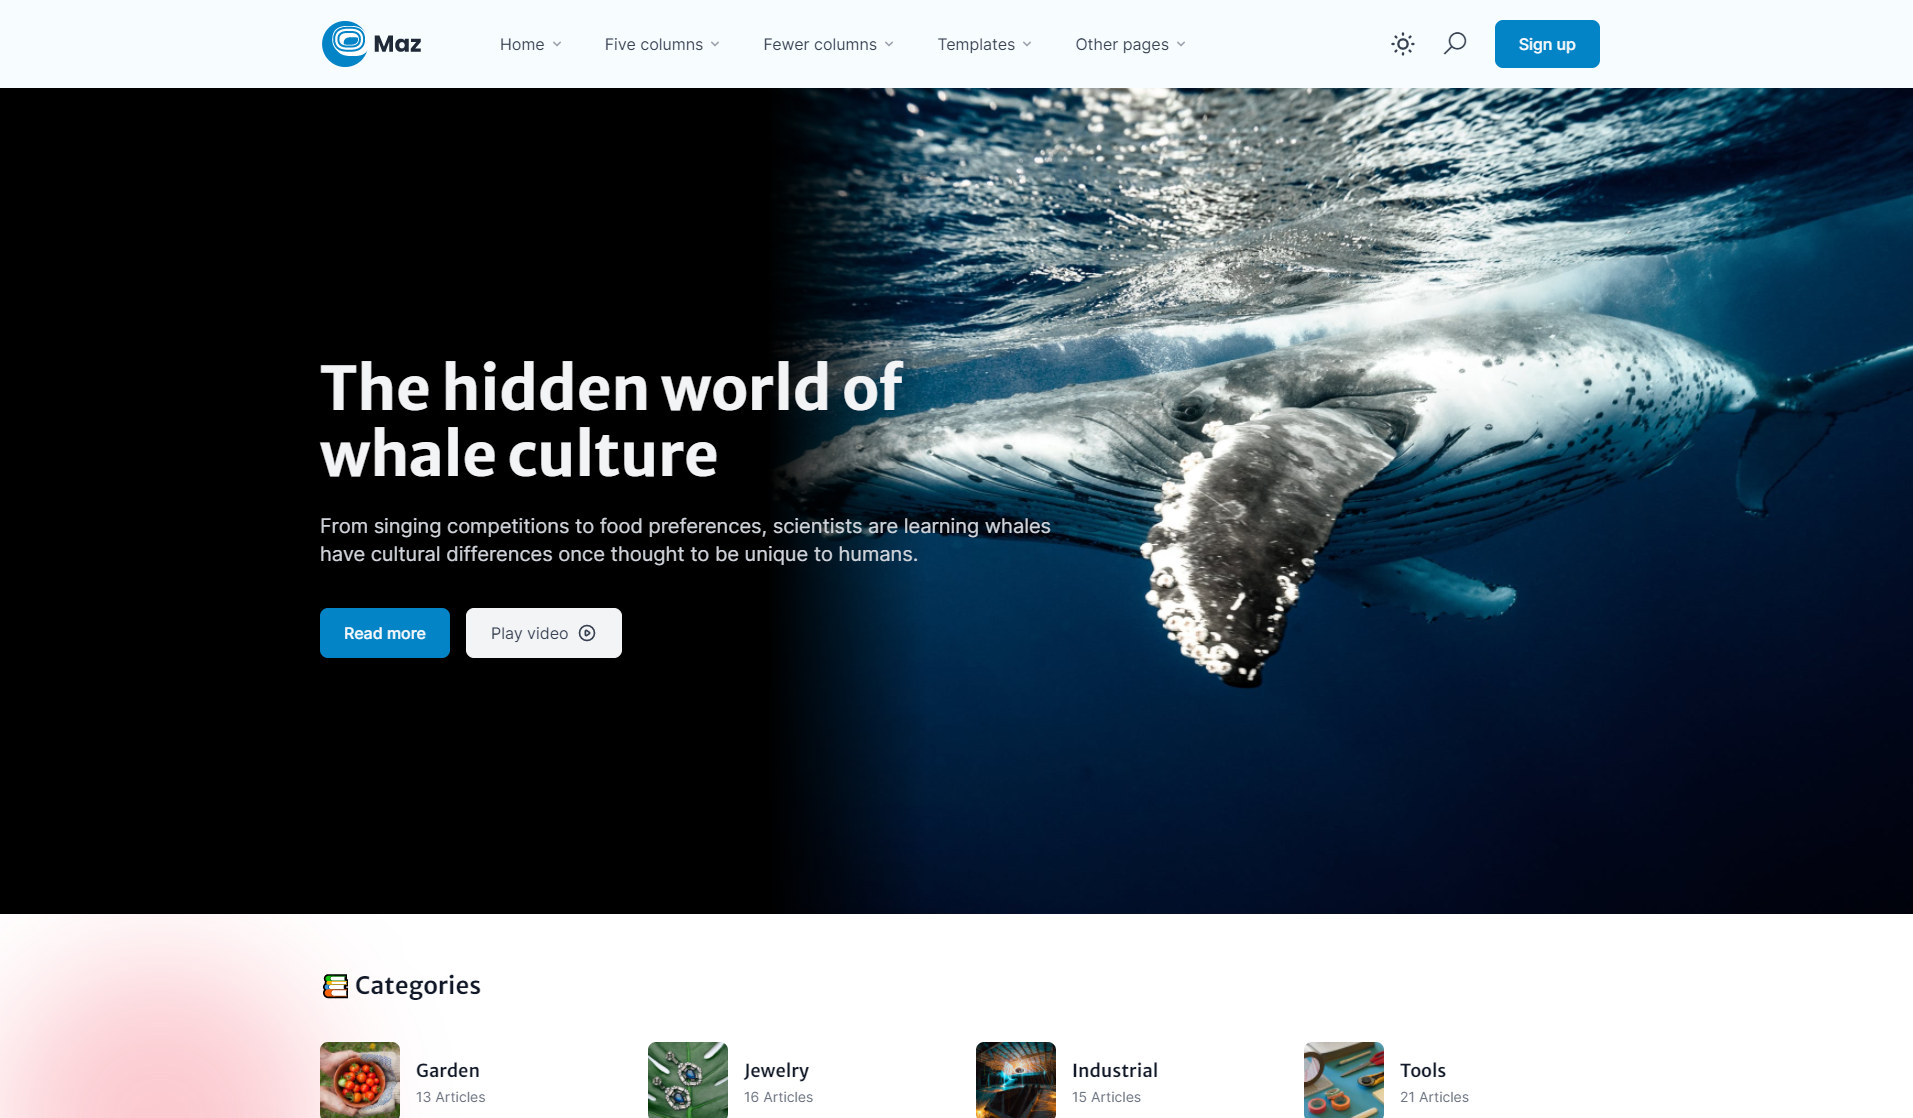 Maz
Home
Five columns
Fewer columns
Templates
Other pages
Sign up
The hidden world of
whale culture
From singing competitions to food preferences, scientists are learning whales
have cultural differences once thought to be unique to humans.
Read more
Play video
Categories
Garden
13 Articles
Jewelry
16 Articles
Industrial
15 Articles
Tools
21 Articles